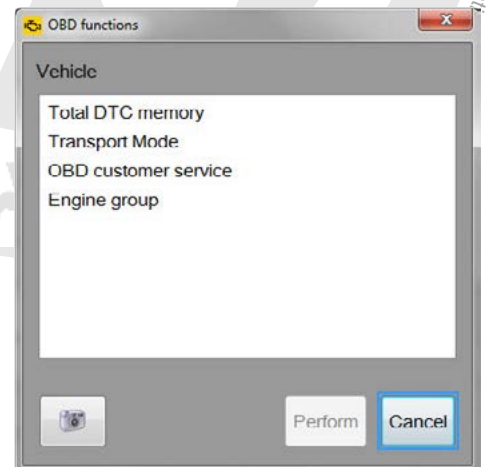 OBD functions
Vehicle
Total DTC memory
Transport Mode
OBD customer service
Engine group
Perform
Cancel